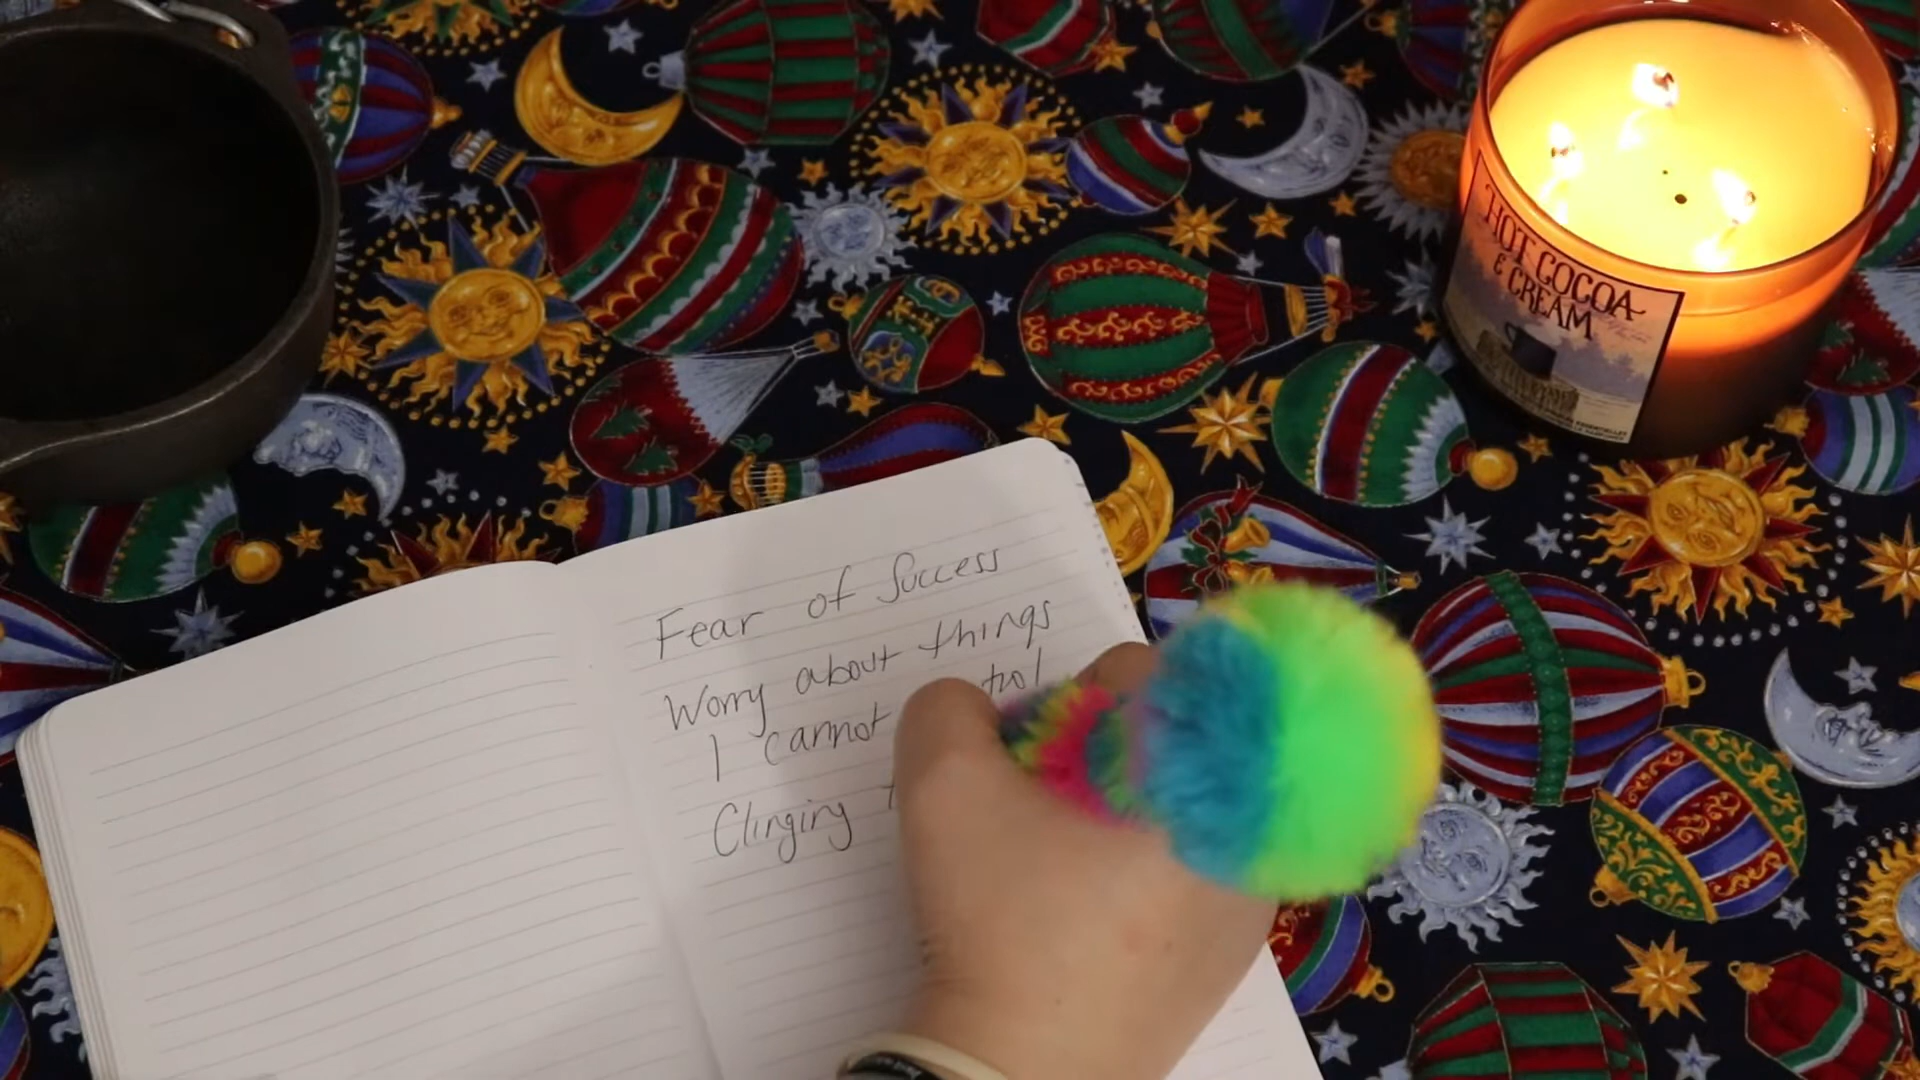 Fear of Success
Worry about things
I cannot
Clinging
HOT COCOA
& CREAM